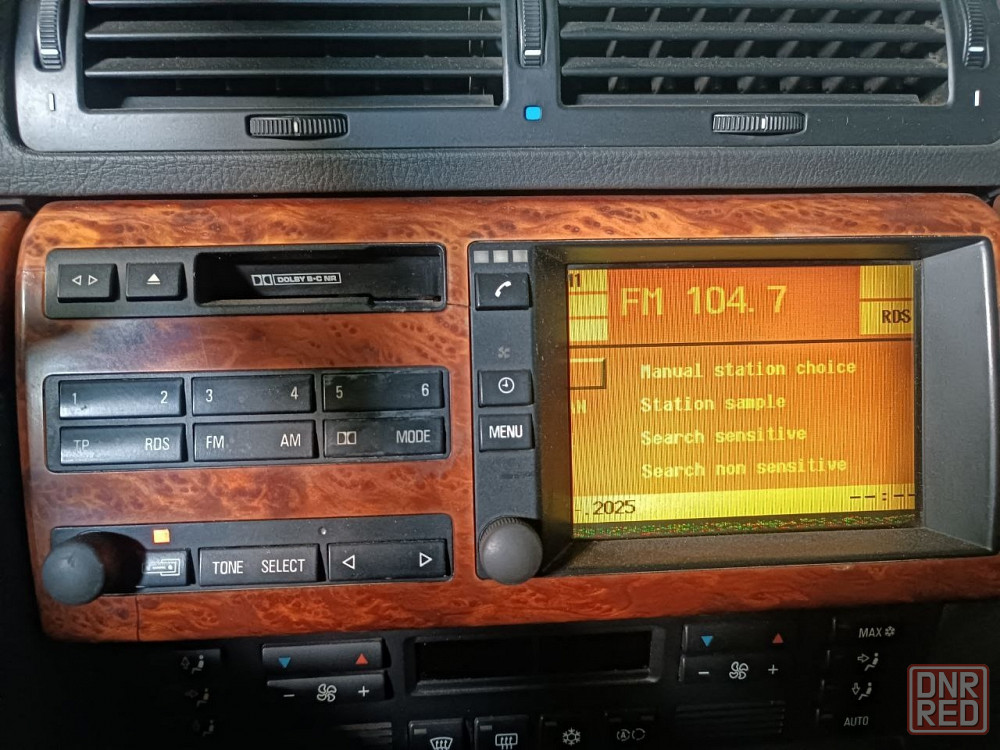 DOLBY B-C NR
1 2
3 4
5 6
TP RDS
FM AM
MODE
TONE SELECT
MENU
FM 104.7
RDS
Manual station choice
Station sample
Search sensitive
Search non sensitive
-.2025
--:--
MAX
AUTO
A
DNR
RED